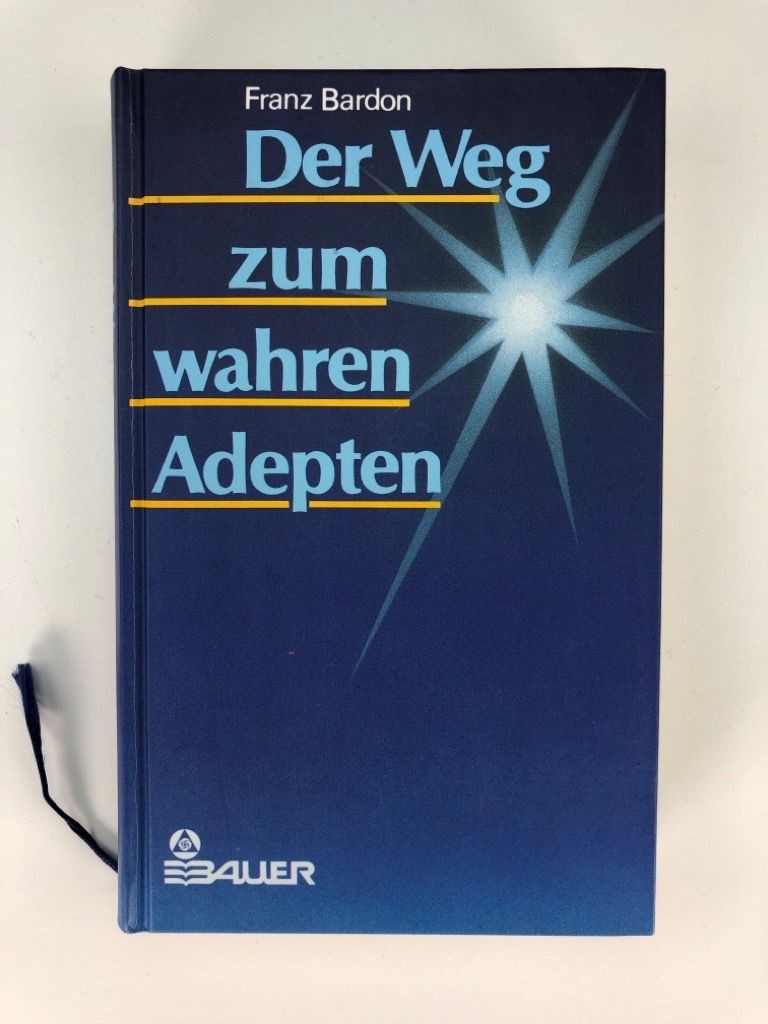 Franz Bardon
Der Weg
zum
wahren
Adepten
BAUER